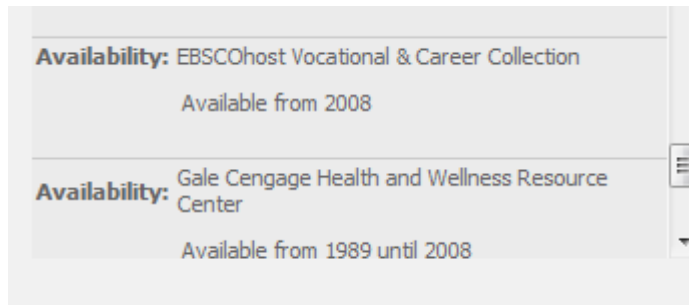 Availability: EBSCOhost Vocational & Career Collection
Available from 2008
Availability: Gale Cengage Health and Wellness Resource
Center
Available from 1989 until 2008